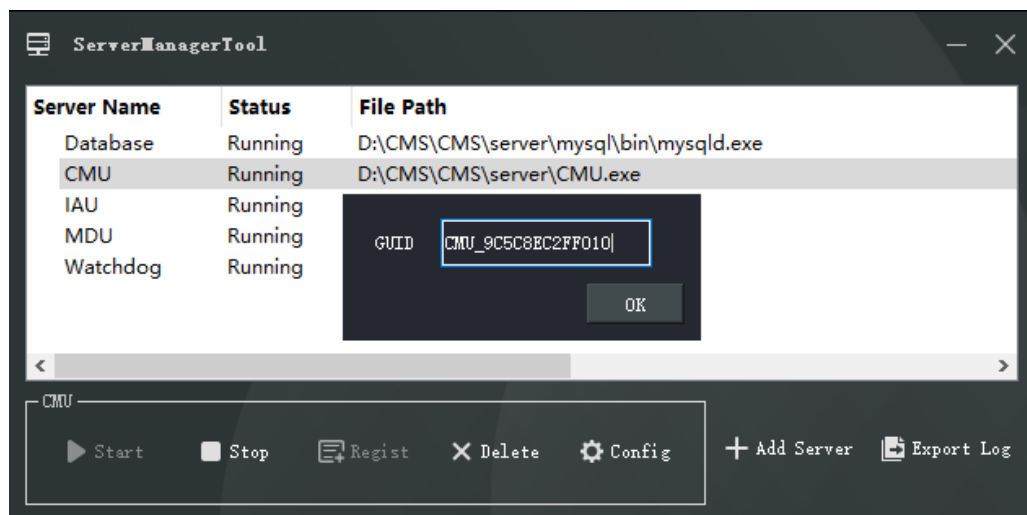 ServerManagerTool
Server Name Status File Path
Database Running D:\CMS\CMS\server\mysql\bin\mysqld.exe
CMU Running D:\CMS\CMS\server\CMU.exe
IAU Running
MDU Running
Watchdog Running
GUID CMU_9C5C8EC2FF010
OK
CMU
Start Stop Regist Delete Config Add Server Export Log